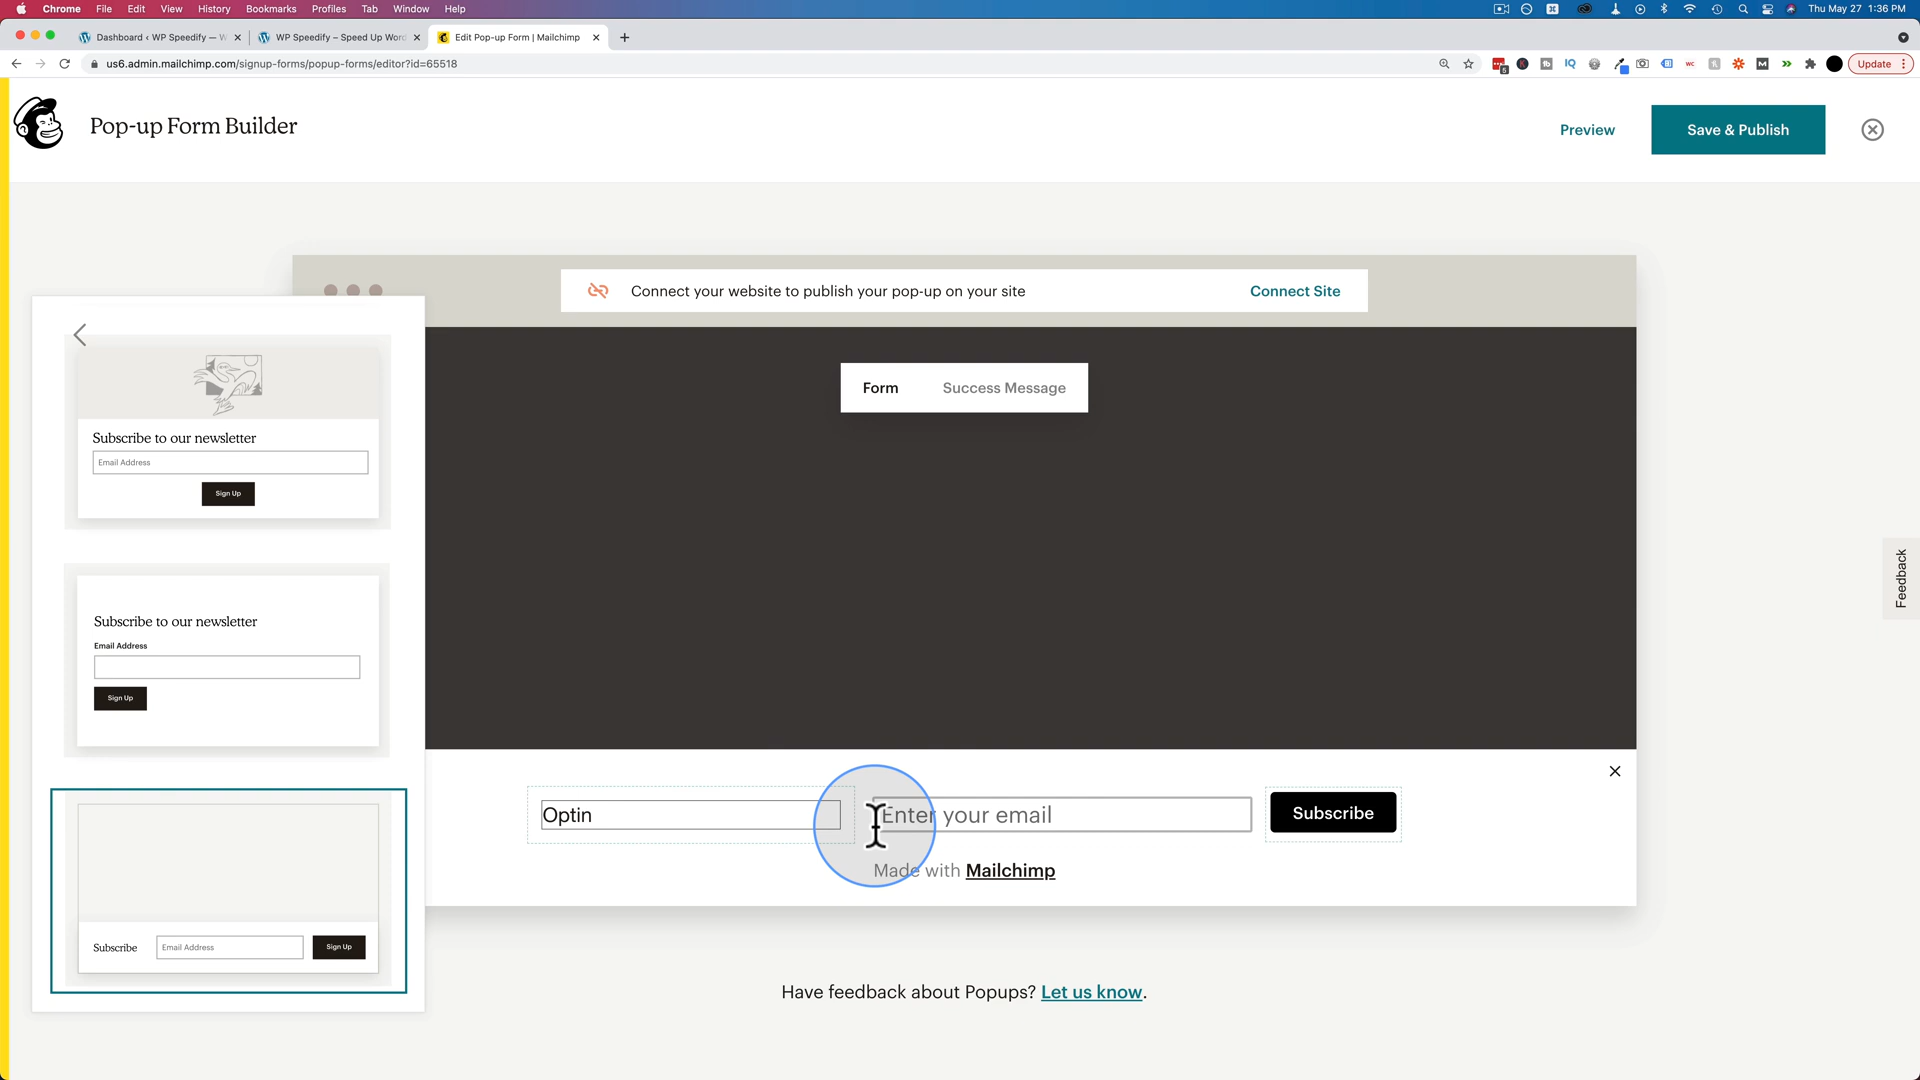 Chrome File Edit View History Bookmarks Profiles Tab Window Help Thu May 27 1:36 PM
Dashboard ‹ WP Speedify — W WP Speedify – Speed Up Word Edit Pop-up Form | Mailchimp
us6.admin.mailchimp.com/signup-forms/popup-forms/editor?id=65518 Update
Pop-up Form Builder Preview Save & Publish
Connect your website to publish your pop-up on your site Connect Site
Form Success Message
Subscribe to our newsletter
Email Address
Sign Up
Subscribe to our newsletter
Email Address
Sign Up
Subscribe Email Address Sign Up
Optin Enter your email Subscribe
Made with Mailchimp
Have feedback about Popups? Let us know.
Feedback